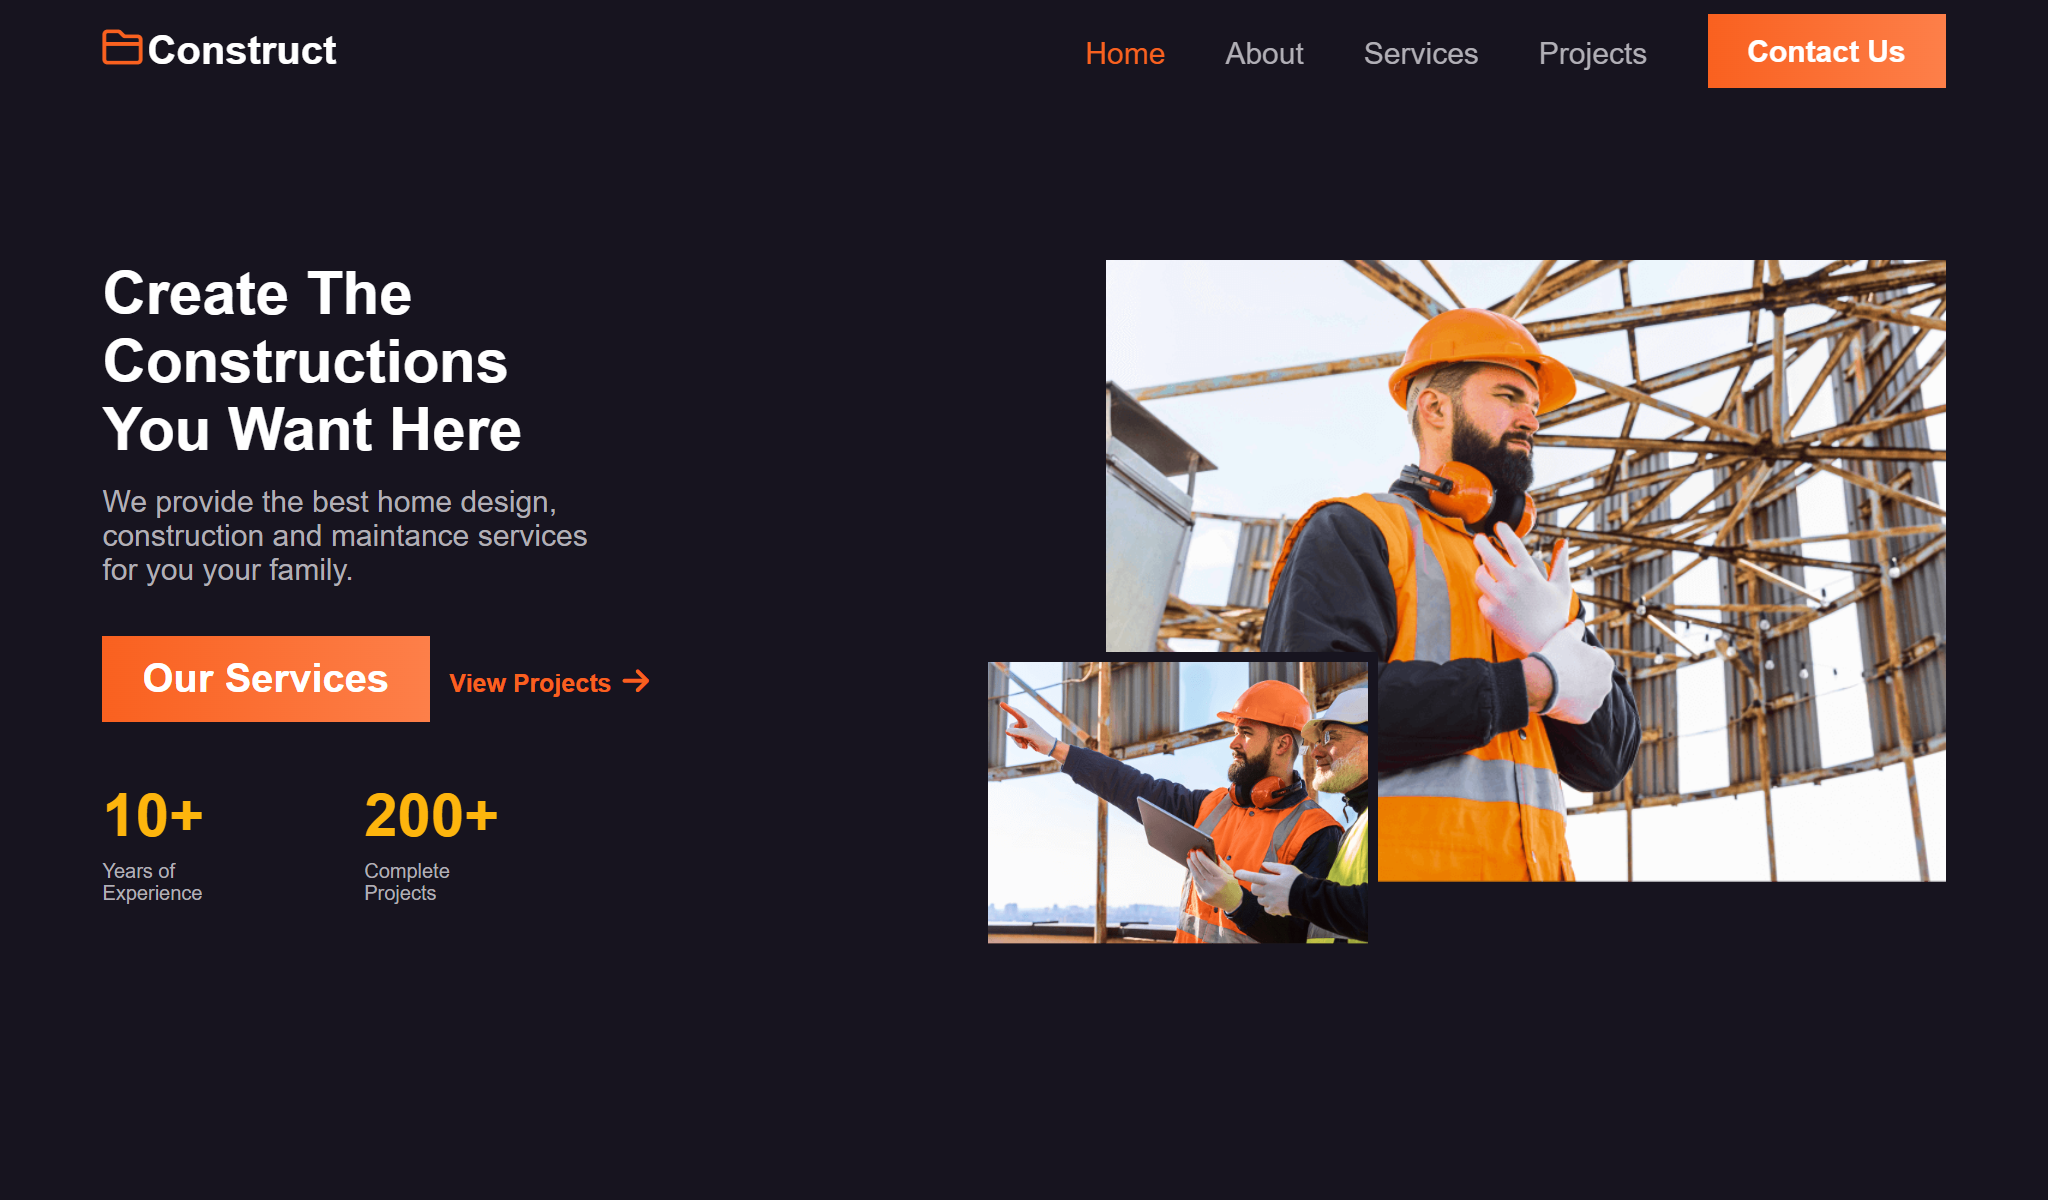 Construct
Home
About
Services
Projects
Contact Us
Create The
Constructions
You Want Here
We provide the best home design,
construction and maintance services
for you your family.
Our Services
View Projects
10+
200+
Years of
Experience
Complete
Projects